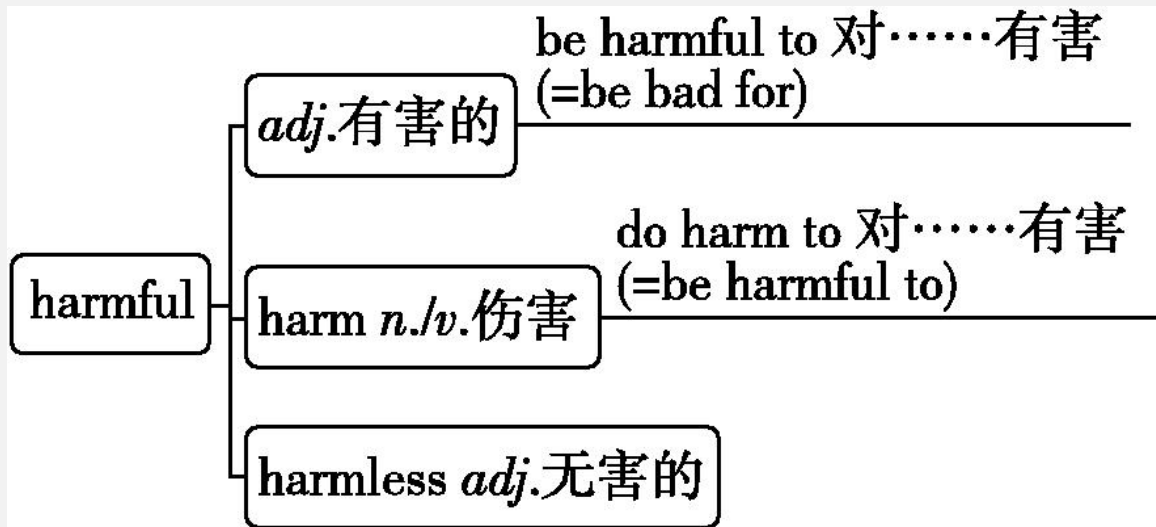 be harmful to 对……有害
(=be bad for)
adj.有害的
do harm to 对……有害
(=be harmful to)
harmful
harm n./v.伤害
harmless adj.无害的